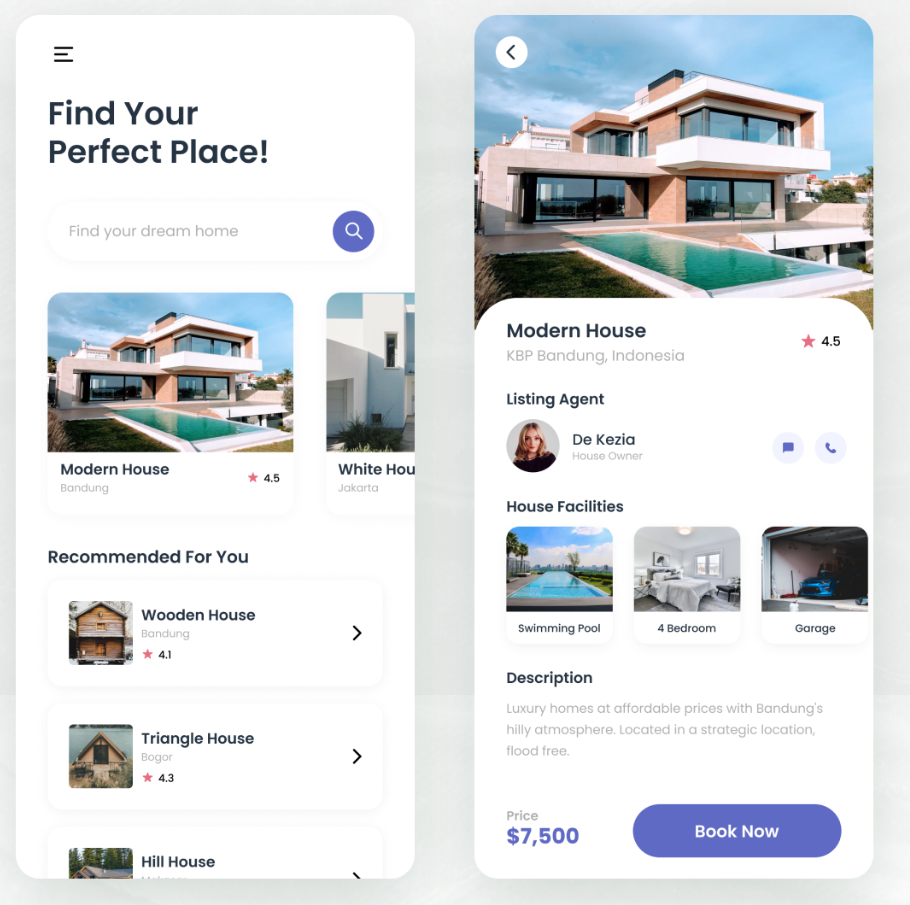 Find Your
Perfect Place!
Find your dream home
Modern House
Bandung
4.5
White Hou
Jakarta
Recommended For You
Wooden House
Bandung
4.1
Triangle House
Bogor
4.3
Hill House
Modern House
KBP Bandung, Indonesia
4.5
Listing Agent
De Kezia
House Owner
House Facilities
Swimming Pool
4 Bedroom
Garage
Description
Luxury homes at affordable prices with Bandung's
hilly atmosphere. Located in a strategic location,
flood free.
Price
$7,500
Book Now